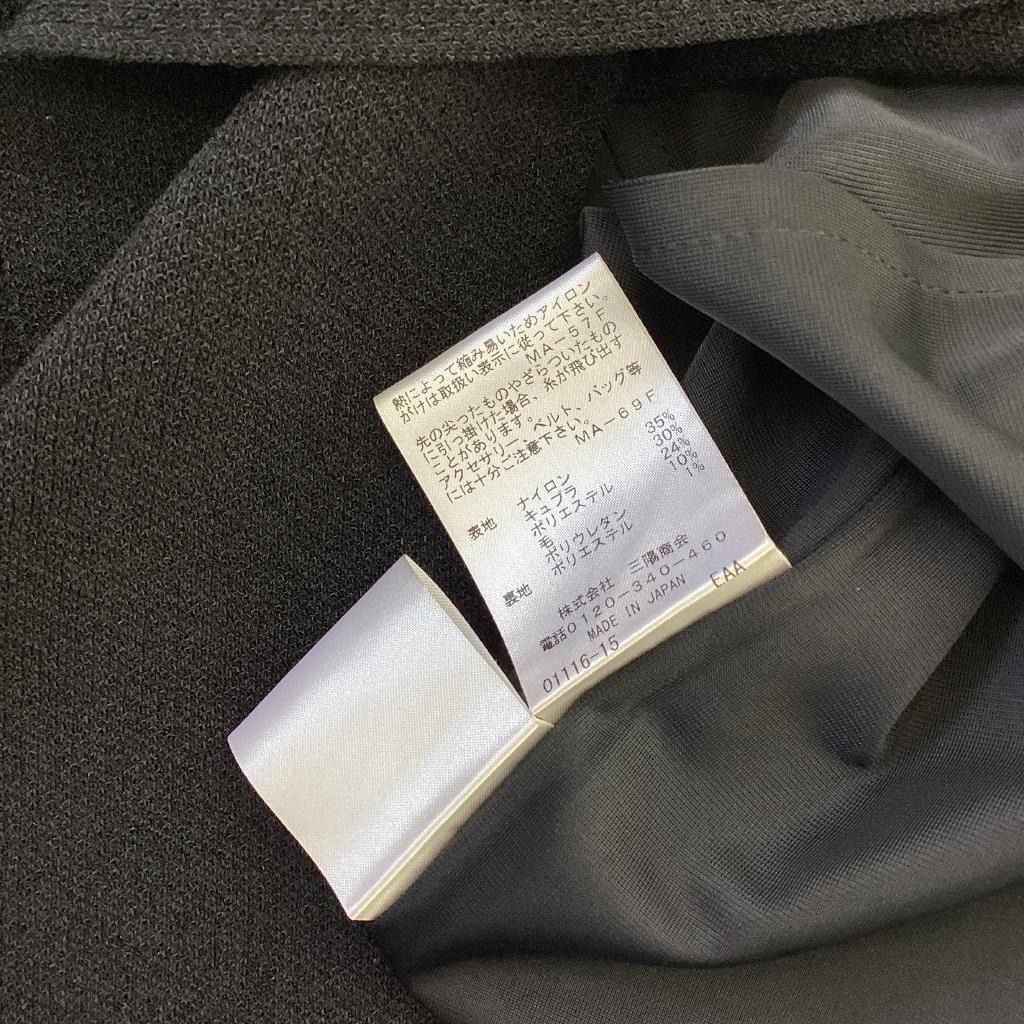 熱によって縮み易いためアイロン
がけは取扱い表示に従って下さい。
MA-57F
先の尖ったものやざらついたもの
に引っ掛けた場合、糸が飛び出す
ことがあります。
アクセサリー、ベルト、バッグ等
には十分ご注意下さい。MA-69F
表地 ナイロン 35%
キュプラ 30%
ポリエステル 24%
毛 10%
ポリウレタン 1%
裏地 ポリエステル
株式会社 三陽商会
電話0120-340-460
MADE IN JAPAN EAA
01116-15